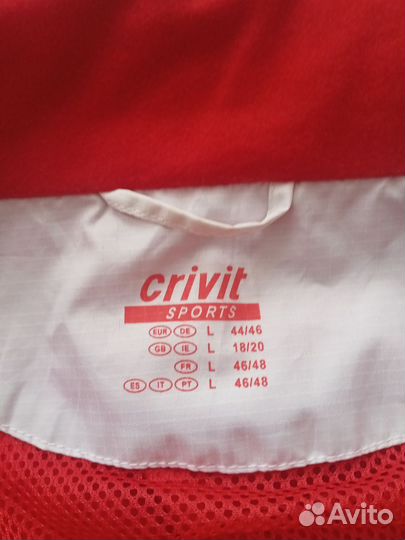 crivit
SPORTS
EUR DE L 44/46
GB IE L 18/20
FR L 46/48
ES IT PT L 46/48
Avito